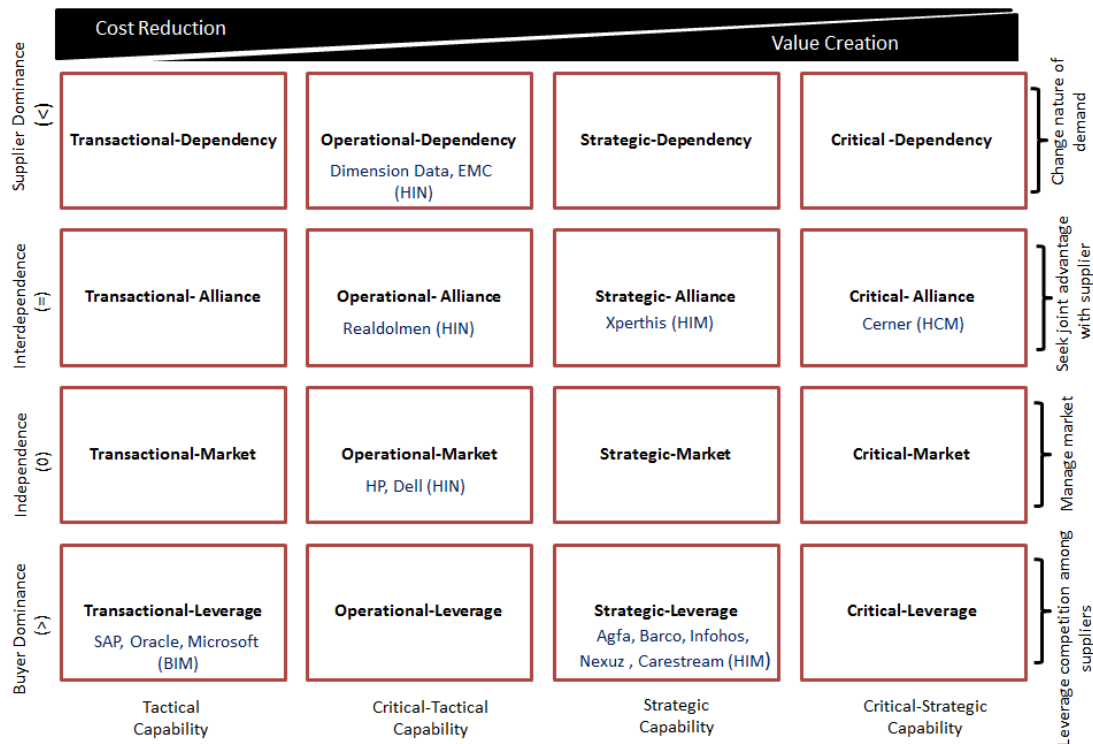 Cost Reduction
Value Creation
Supplier Dominance
(<)
Transactional-Dependency
Operational-Dependency
Dimension Data, EMC
(HIN)
Strategic-Dependency
Critical -Dependency
Change nature of
demand
Interdependence
(=)
Transactional- Alliance
Operational- Alliance
Realdolmen (HIN)
Strategic- Alliance
Xperthis (HIM)
Critical- Alliance
Cerner (HCM)
Seek joint advantage
with supplier
Independence
(0)
Transactional-Market
Operational-Market
HP, Dell (HIN)
Strategic-Market
Critical-Market
Manage market
Buyer Dominance
(>)
Transactional-Leverage
SAP, Oracle, Microsoft
(BIM)
Operational-Leverage
Strategic-Leverage
Agfa, Barco, Infohos,
Nexuz , Carestream (HIM)
Critical-Leverage
Leverage competition among
suppliers
Tactical
Capability
Critical-Tactical
Capability
Strategic
Capability
Critical-Strategic
Capability